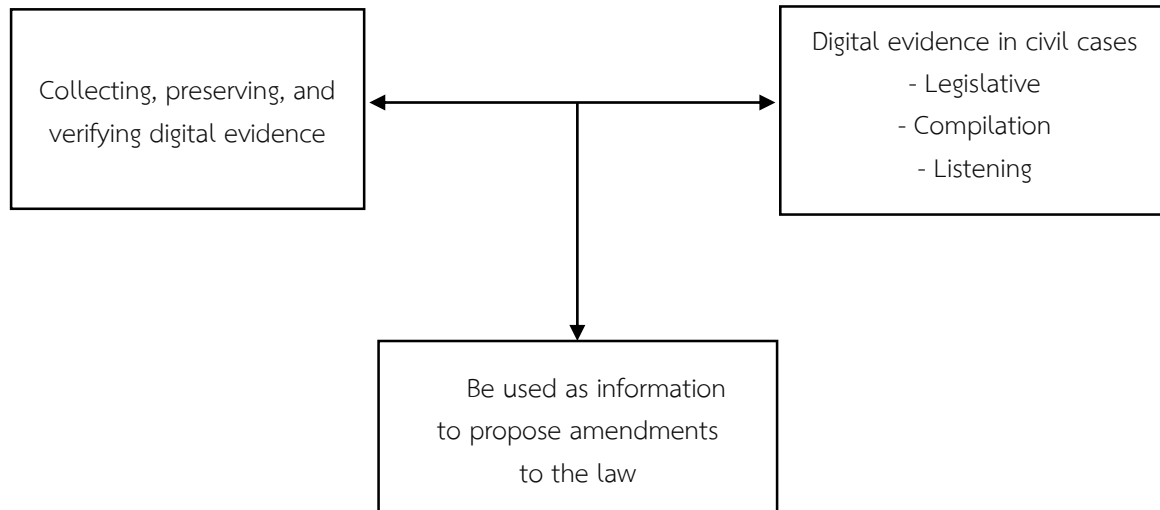 Collecting, preserving, and
verifying digital evidence
Digital evidence in civil cases
- Legislative
- Compilation
- Listening
Be used as information
to propose amendments
to the law